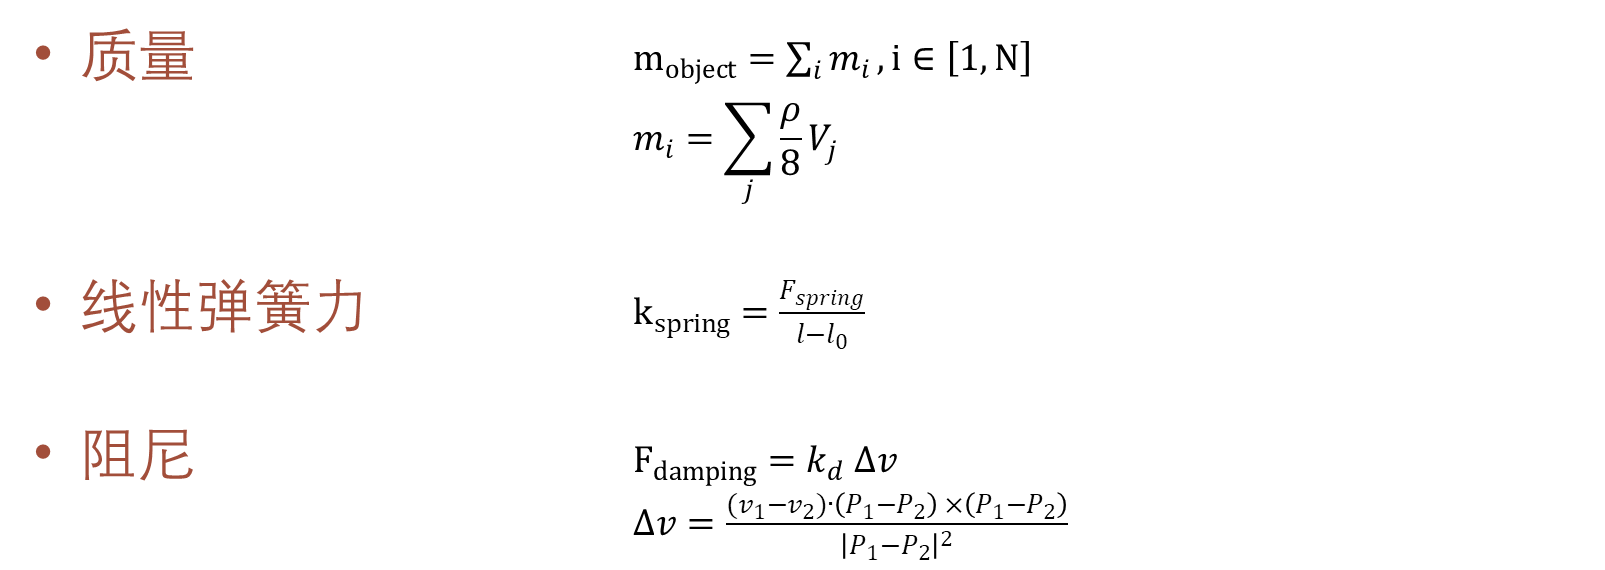 • 质量
m_object = ∑_i m_i , i ∈ [1, N]
m_i = ∑_j ρ/8 V_j
• 线性弹簧力
k_spring = F_spring / (l−l_0)
• 阻尼
F_damping = k_d Δv
Δv = (v_1−v_2)·(P_1−P_2) ×(P_1−P_2) / |P_1−P_2|^2